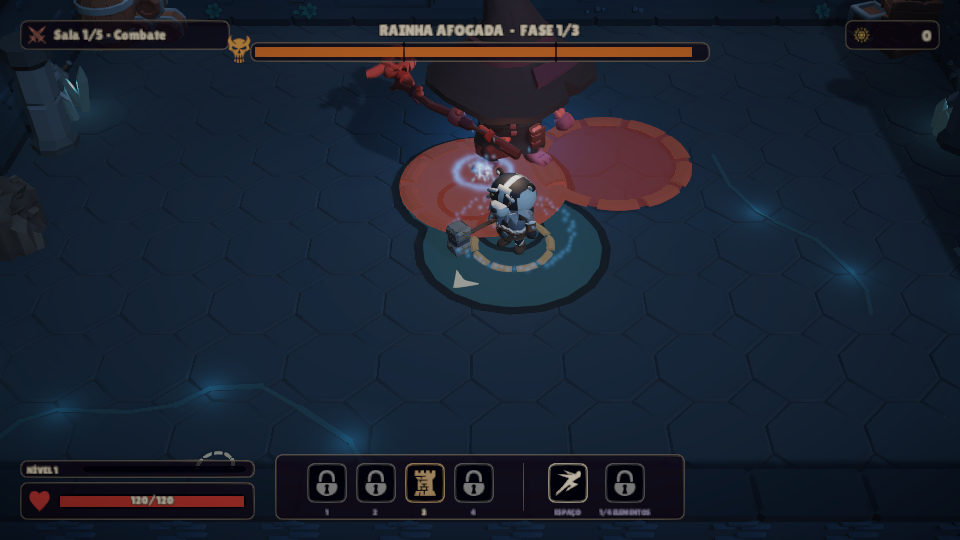 Sala 1/5 - Combate
RAINHA AFOGADA - FASE 1/3
0
NÍVEL 1
120/120
1
2
3
4
ESPAÇO
1/4 ELEMENTOS